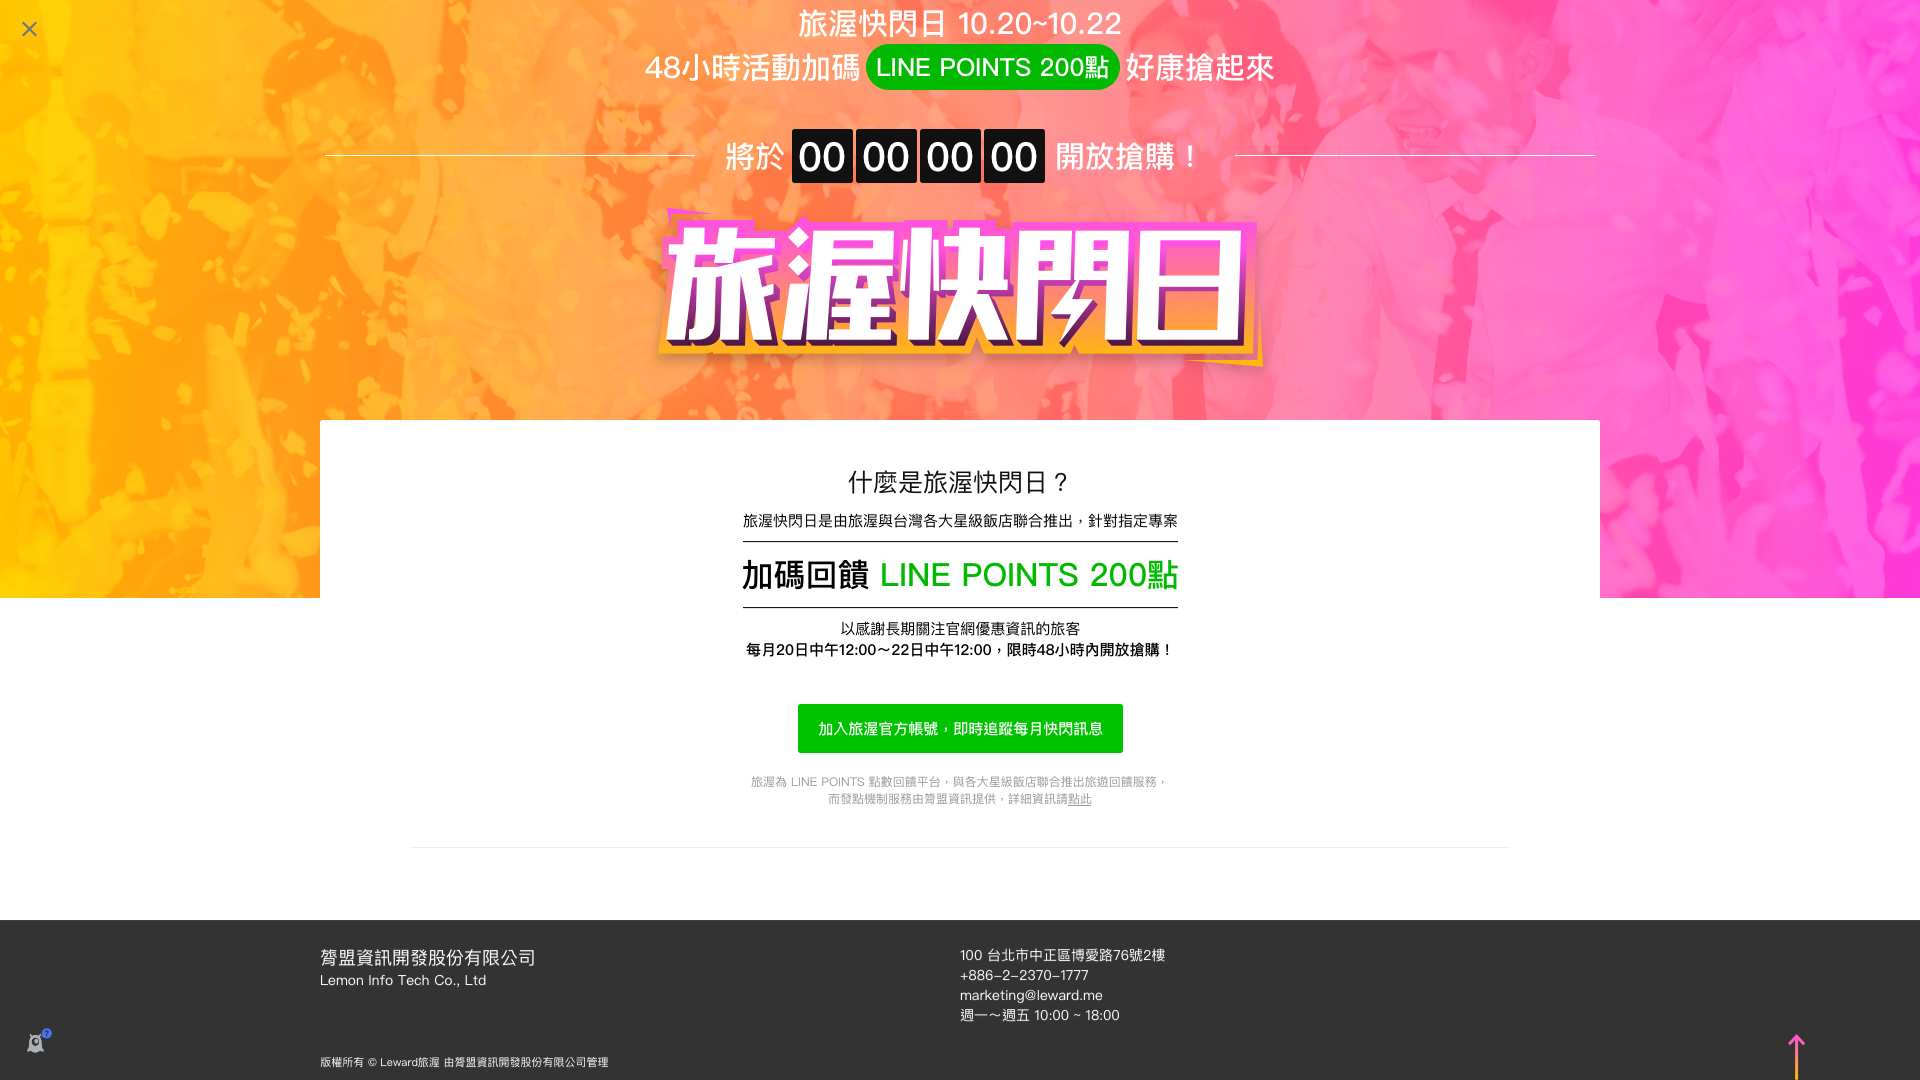 旅渥快閃日 10.20~10.22
48小時活動加碼 LINE POINTS 200點 好康搶起來
將於 00 00 00 00 開放搶購！
旅渥快閃日
什麼是旅渥快閃日？
旅渥快閃日是由旅渥與台灣各大星級飯店聯合推出，針對指定專案
加碼回饋 LINE POINTS 200點
以感謝長期關注官網優惠資訊的旅客
每月20日中午12:00～22日中午12:00，限時48小時內開放搶購！
加入旅渥官方帳號，即時追蹤每月快閃訊息
旅渥為 LINE POINTS 點數回饋平台，與各大星級飯店聯合推出旅遊回饋服務，
而發點機制服務由膋盟資訊提供，詳細資訊請點此
膋盟資訊開發股份有限公司
Lemon Info Tech Co., Ltd
100 台北市中正區博愛路76號2樓
+886-2-2370-1777
marketing@leward.me
週一～週五 10:00 ~ 18:00
版權所有 © Leward旅渥 由膋盟資訊開發股份有限公司管理